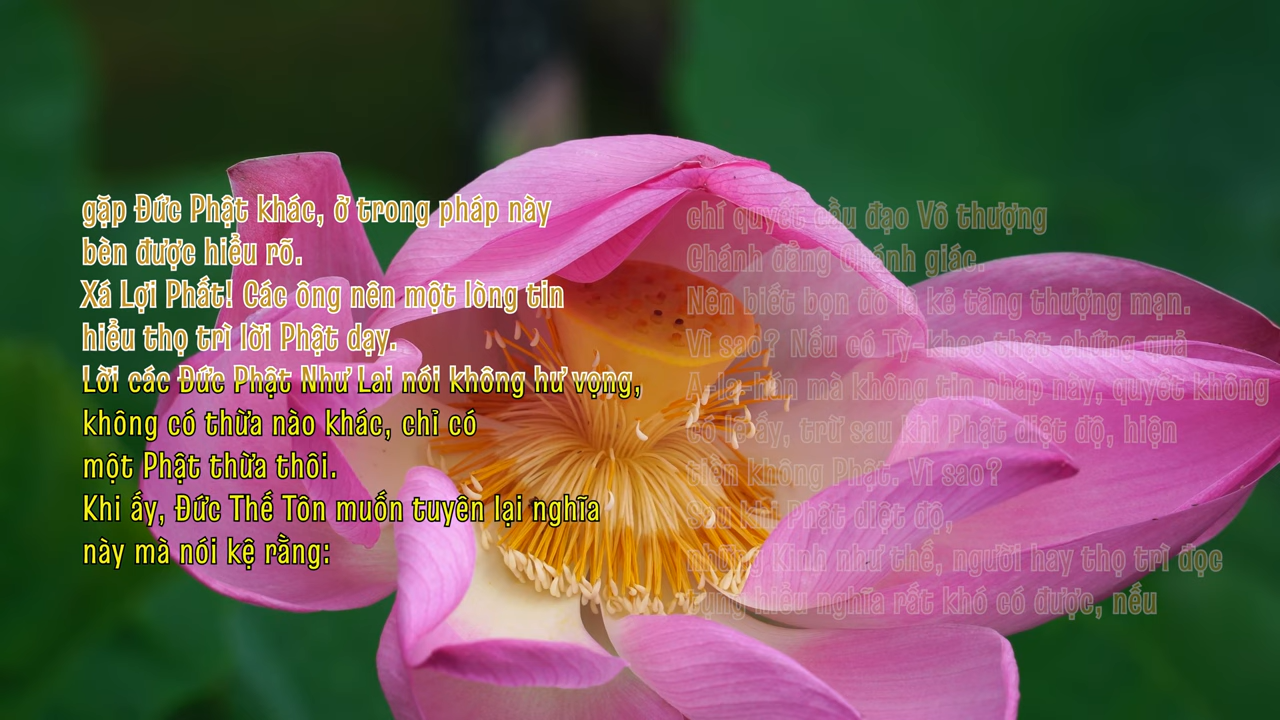 gặp Đức Phật khác, ở trong pháp này
bèn được hiểu rõ.
Xá Lợi Phất! Các ông nên một lòng tin
hiểu thọ trì lời Phật dạy.
Lời các Đức Phật Như Lai nói không hư vọng,
không có thừa nào khác, chỉ có
một Phật thừa thôi.
Khi ấy, Đức Thế Tôn muốn tuyên lại nghĩa
này mà nói kệ rằng:
chí quyết cầu đạo Vô thượng
Chánh đẳng Chánh giác.
Nên biết bọn đó là kẻ tăng thượng mạn.
Vì sao? Nếu có Tỳ theo thật chứng quả
A-la-hán mà không tin pháp này, quyết không
có lẽ ấy, trừ sau khi Phật diệt độ, hiện
tiền không Phật. Vì sao?
Sau khi Phật diệt độ,
những Kinh như thế, người hay thọ trì đọc
tụng hiểu nghĩa rất khó có được, nếu